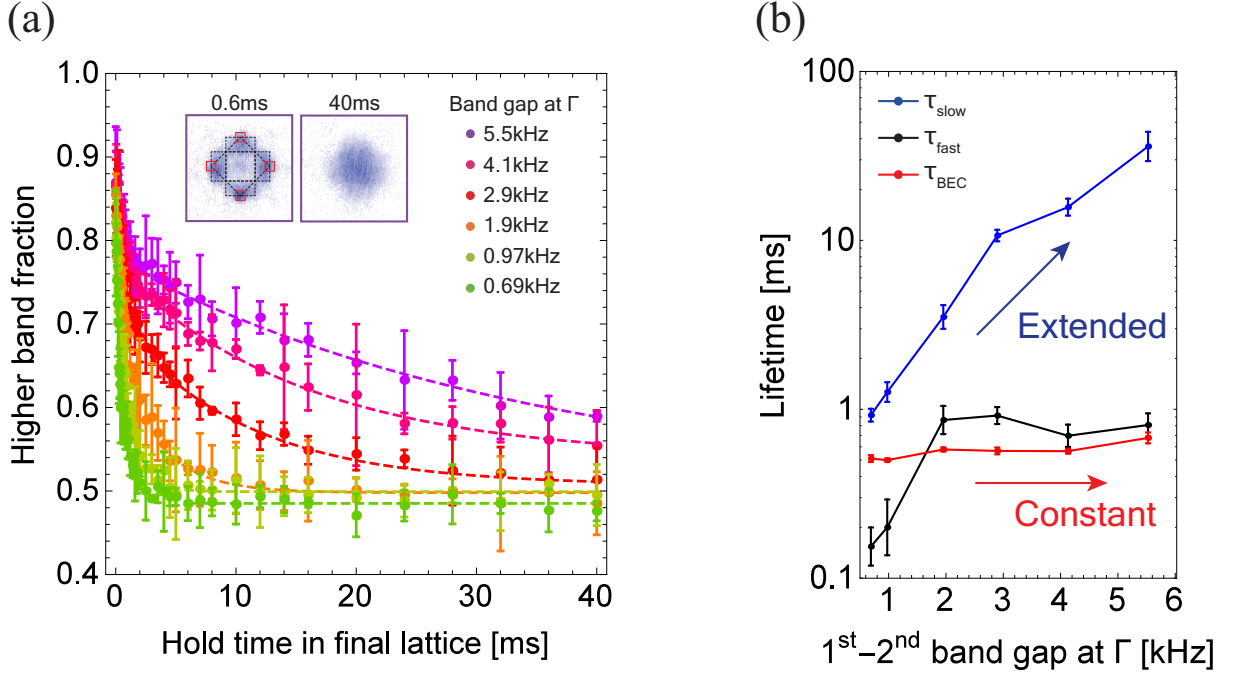 (a)
(b)
1.0
0.9
0.8
0.7
0.6
0.5
0.4
0
10
20
30
40
Higher band fraction
Hold time in final lattice [ms]
0.6ms
40ms
Band gap at Γ
5.5kHz
4.1kHz
2.9kHz
1.9kHz
0.97kHz
0.69kHz
100
10
1
0.1
1
2
3
4
5
6
Lifetime [ms]
1st–2nd band gap at Γ [kHz]
τslow
τfast
τBEC
Extended
Constant